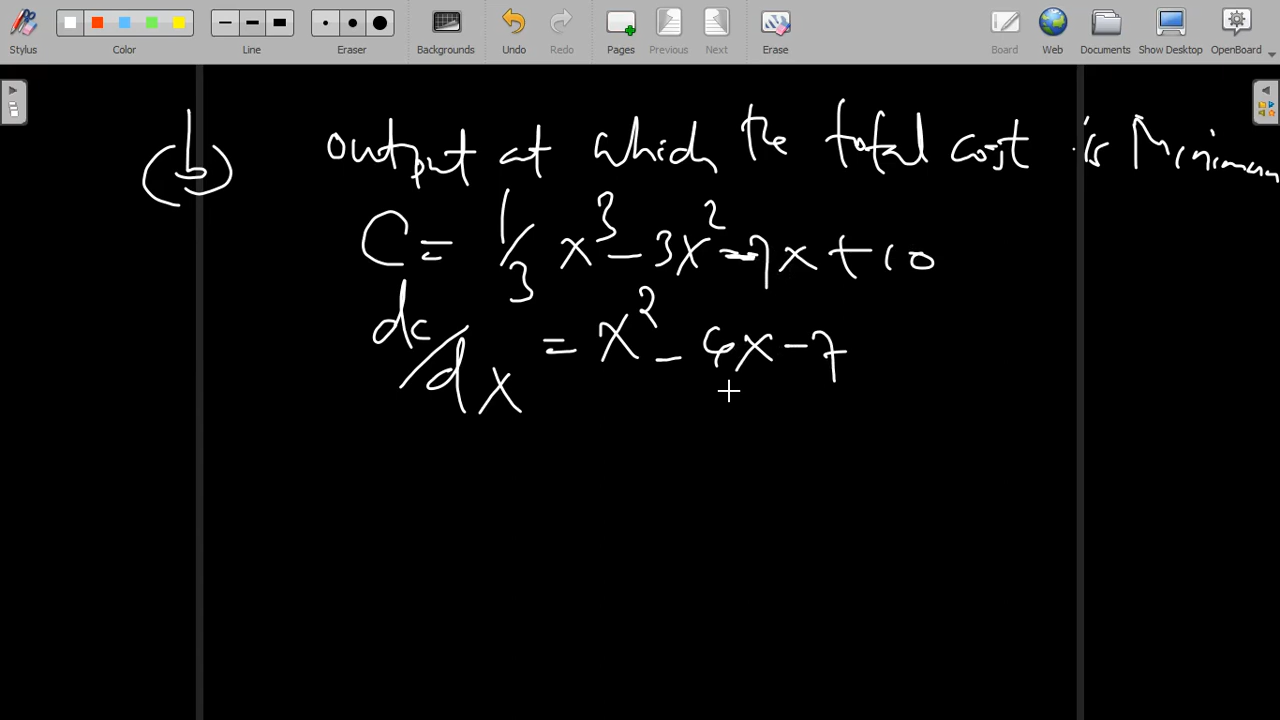 Stylus Color Line Eraser Backgrounds Undo Redo Pages Previous Next Erase Board Web Documents Show Desktop OpenBoard
(b) output at which the total cost is Minimum
C = 1/3 x³ - 3x² - 7x + 10
dc/dx = x² - 6x - 7